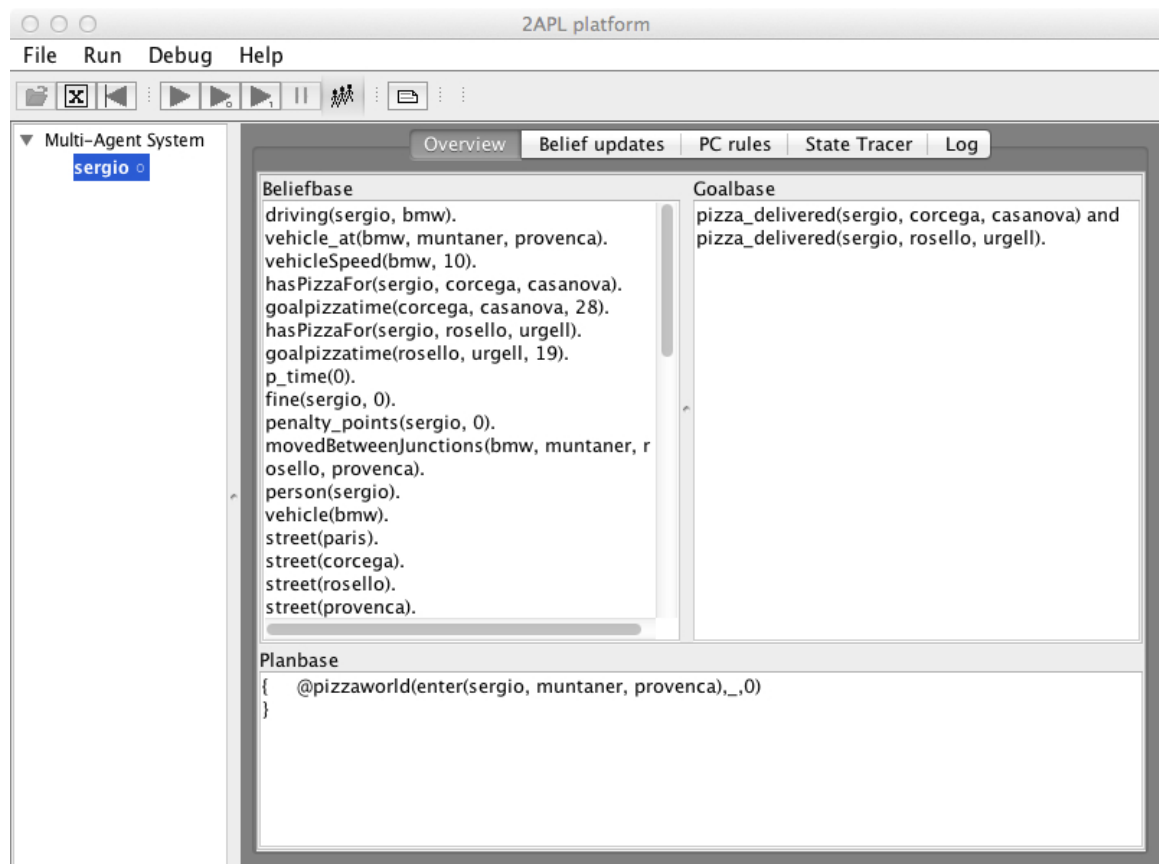 2APL platform
File Run Debug Help
Multi-Agent System
sergio
Overview Belief updates PC rules State Tracer Log
Beliefbase
driving(sergio, bmw).
vehicle_at(bmw, muntaner, provenca).
vehicleSpeed(bmw, 10).
hasPizzaFor(sergio, corcega, casanova).
goalpizzatime(corcega, casanova, 28).
hasPizzaFor(sergio, rosello, urgell).
goalpizzatime(rosello, urgell, 19).
p_time(0).
fine(sergio, 0).
penalty_points(sergio, 0).
movedBetweenJunctions(bmw, muntaner, r
osello, provenca).
person(sergio).
vehicle(bmw).
street(paris).
street(corcega).
street(rosello).
street(provenca).
Goalbase
pizza_delivered(sergio, corcega, casanova) and
pizza_delivered(sergio, rosello, urgell).
Planbase
{ @pizzaworld(enter(sergio, muntaner, provenca),_,0)
}